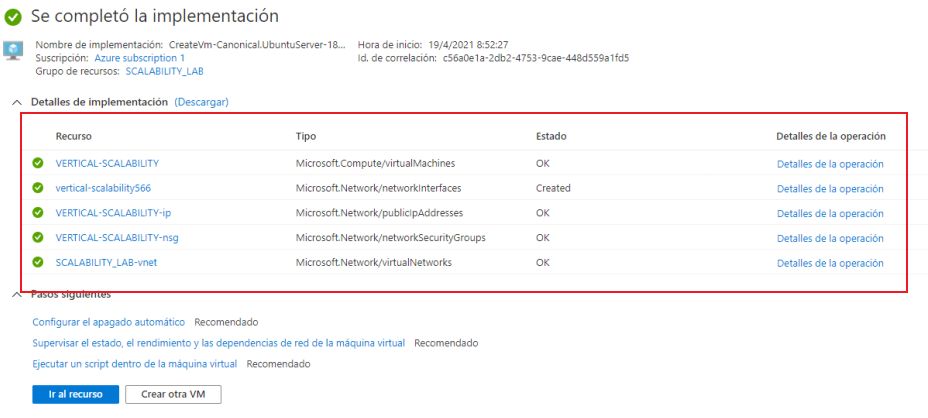 Se completó la implementación
Nombre de implementación: CreateVm-Canonical.UbuntuServer-18... Hora de inicio: 19/4/2021 8:52:27
Suscripción: Azure subscription 1 Id. de correlación: c56a0e1a-2db2-4753-9cae-448d559a1fd5
Grupo de recursos: SCALABILITY_LAB
Detalles de implementación (Descargar)
Recurso Tipo Estado Detalles de la operación
VERTICAL-SCALABILITY Microsoft.Compute/virtualMachines OK Detalles de la operación
vertical-scalability566 Microsoft.Network/networkInterfaces Created Detalles de la operación
VERTICAL-SCALABILITY-ip Microsoft.Network/publicIpAddresses OK Detalles de la operación
VERTICAL-SCALABILITY-nsg Microsoft.Network/networkSecurityGroups OK Detalles de la operación
SCALABILITY_LAB-vnet Microsoft.Network/virtualNetworks OK Detalles de la operación
Pasos siguientes
Configurar el apagado automático Recomendado
Supervisar el estado, el rendimiento y las dependencias de red de la máquina virtual Recomendado
Ejecutar un script dentro de la máquina virtual Recomendado
Ir al recurso Crear otra VM